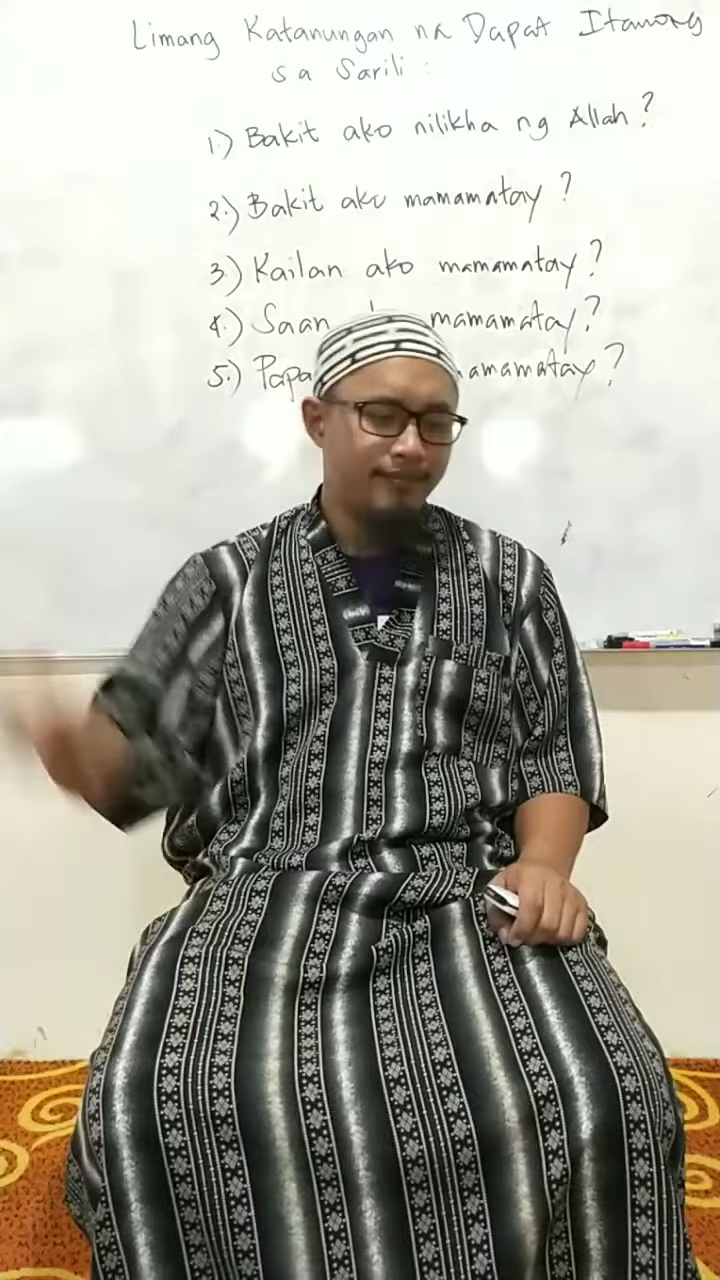 Limang Katanungan na Dapat Itanong
sa Sarili :
1.) Bakit ako nilikha ng Allah?
2.) Bakit ako mamamatay?
3.) Kailan ako mamamatay?
4.) Saan mamamatay?
5.) Papa amamatay?